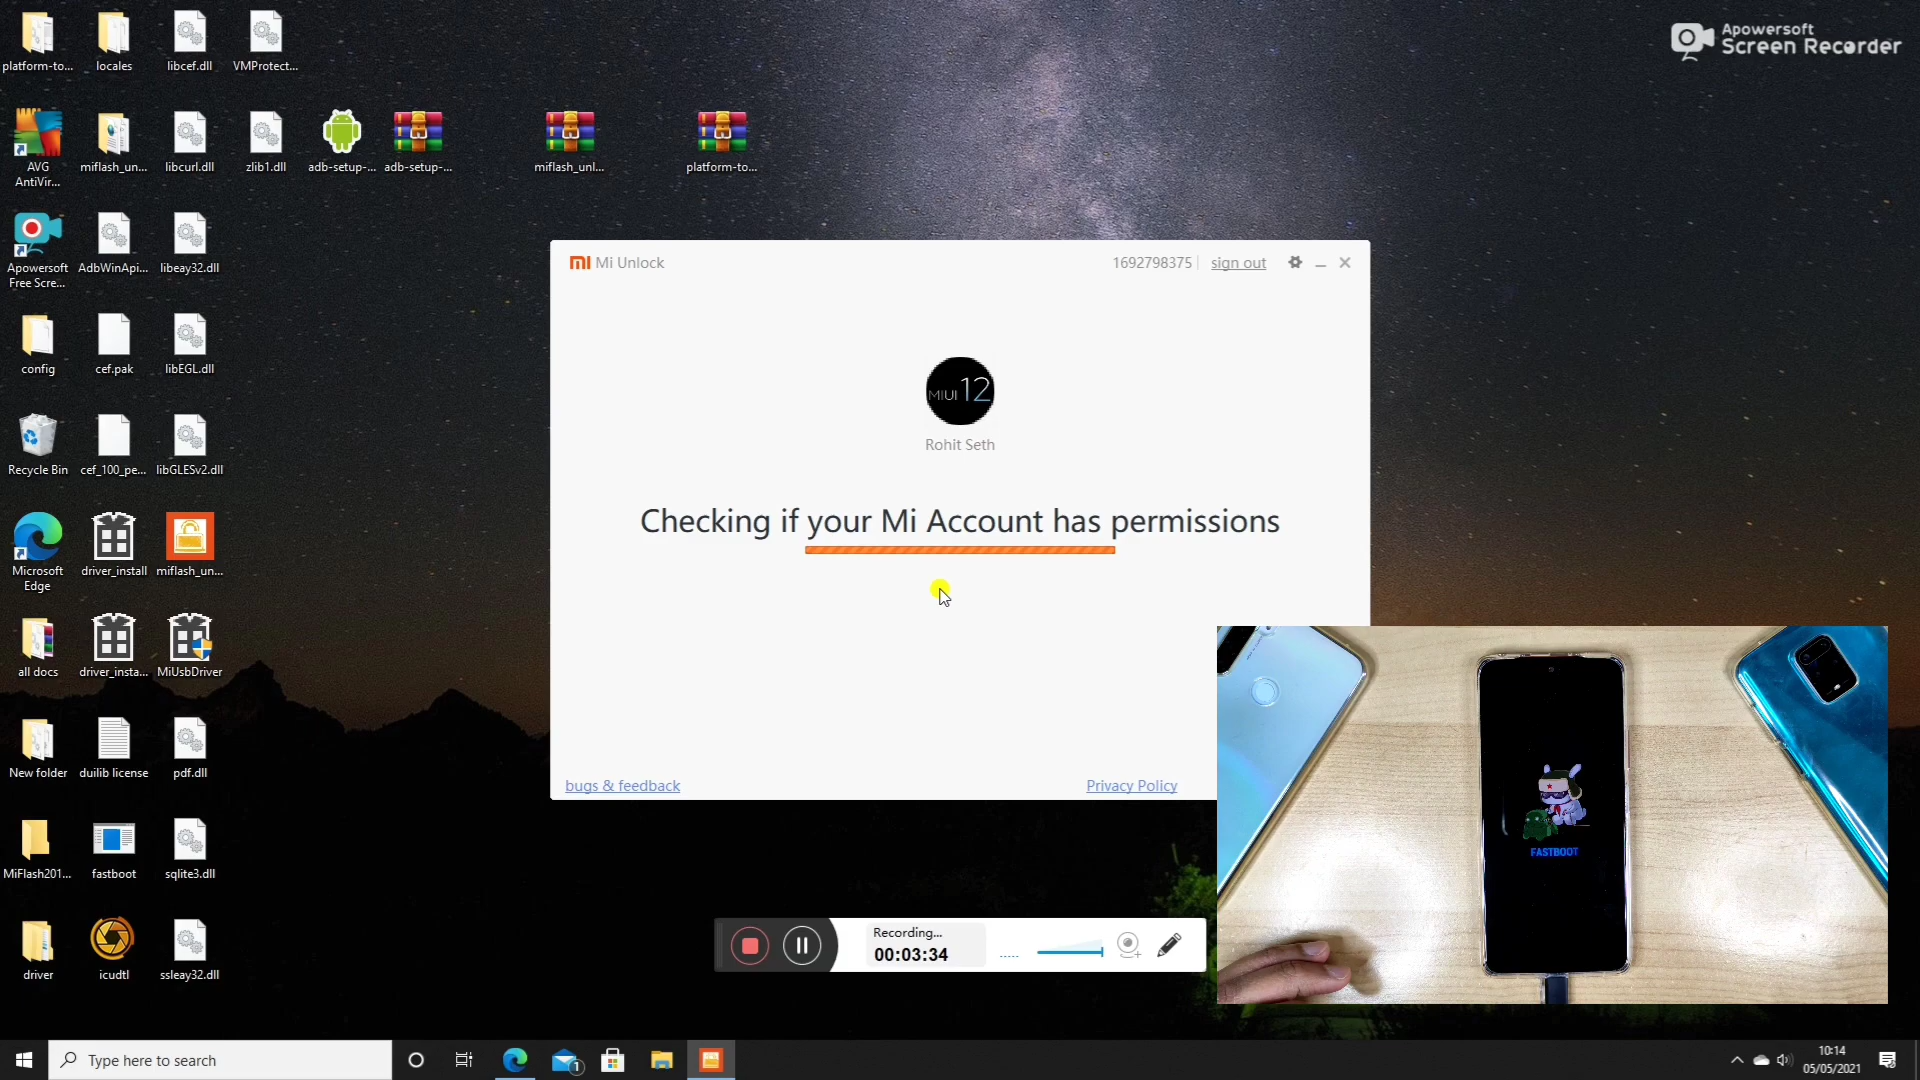 Apowersoft
Screen Recorder
platform-to...
locales
libcef.dll
VMProtect...
AVG
AntiVir...
miflash_un...
libcurl.dll
zlib1.dll
adb-setup-...
adb-setup-...
miflash_unl...
platform-to...
Apowersoft
Free Scre...
AdbWinApi...
libeay32.dll
config
cef.pak
libEGL.dll
Recycle Bin
cef_100_pe...
libGLESv2.dll
Microsoft
Edge
driver_install
miflash_un...
all docs
driver_insta...
MiUsbDriver
New folder
duilib license
pdf.dll
MiFlash201...
fastboot
sqlite3.dll
driver
icudtl
ssleay32.dll
Mi Unlock
1692798375
sign out
MIUI 12
Rohit Seth
Checking if your Mi Account has permissions
bugs & feedback
Privacy Policy
FASTBOOT
Recording...
00:03:34
Type here to search
1
10:14
05/05/2021